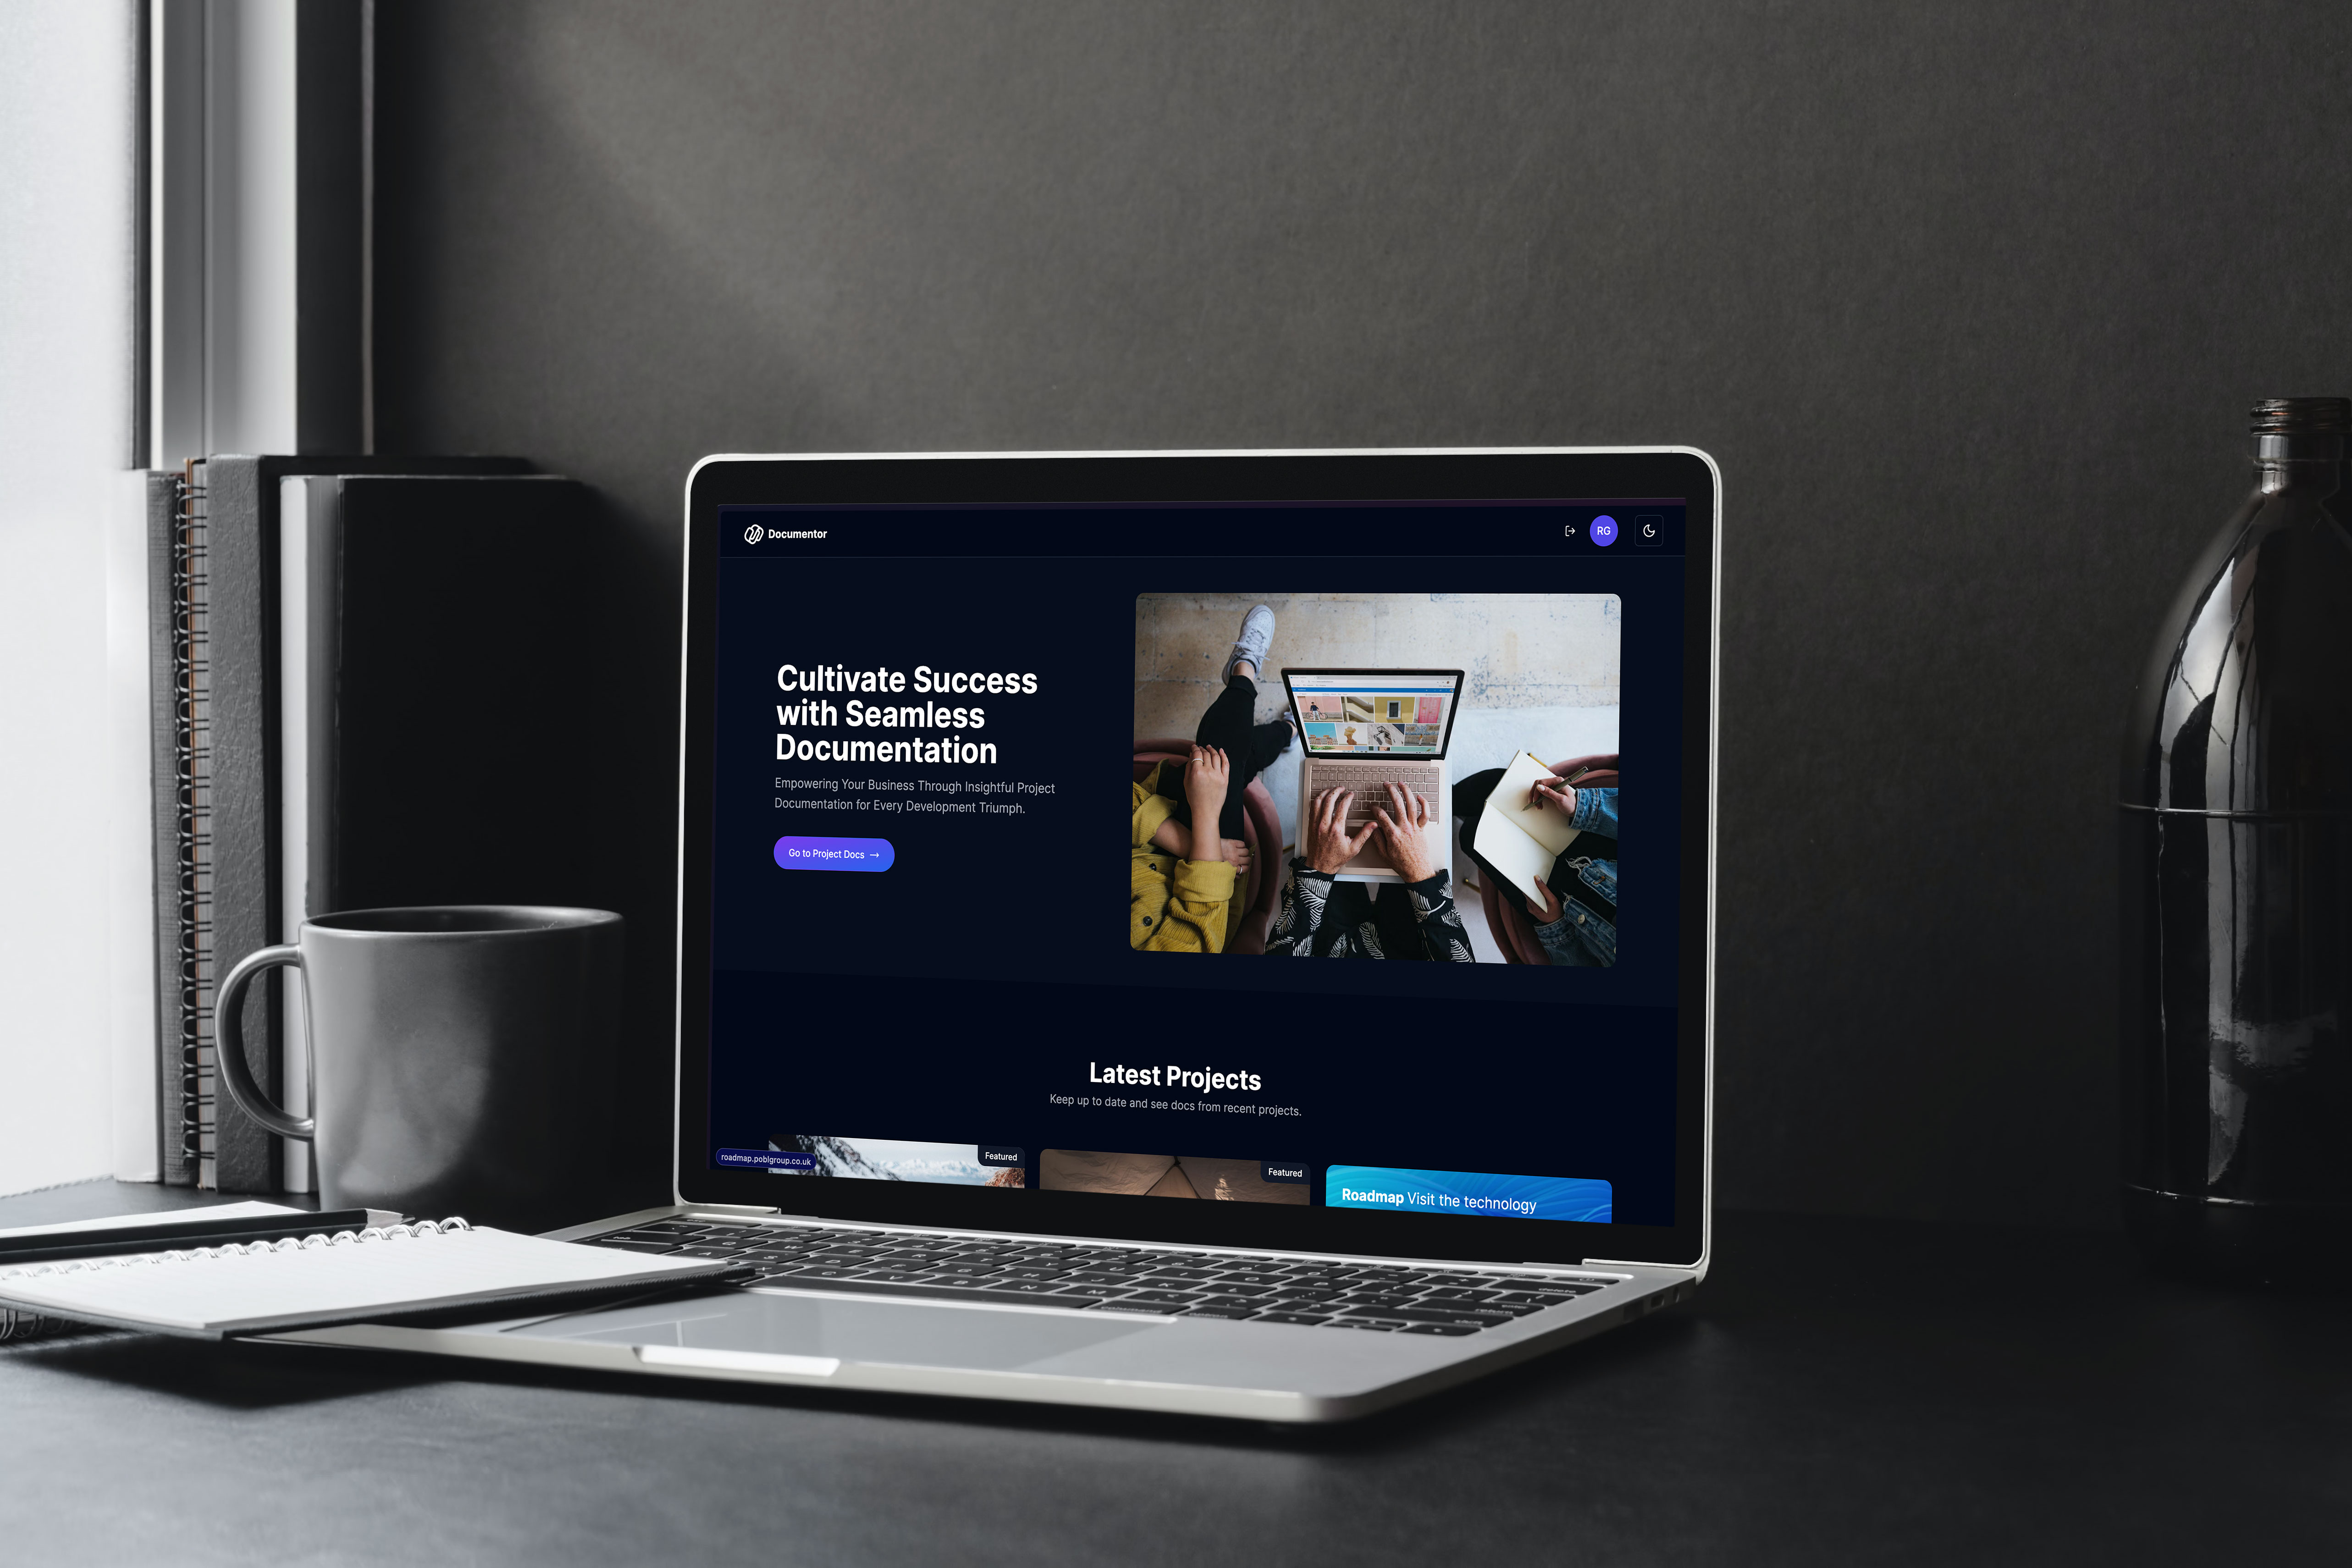 Documentor
RG
Cultivate Success
with Seamless
Documentation
Empowering Your Business Through Insightful Project
Documentation for Every Development Triumph.
Go to Project Docs →
Latest Projects
Keep up to date and see docs from recent projects.
roadmap.poblgroup.co.uk
Featured
Featured
Roadmap Visit the technology